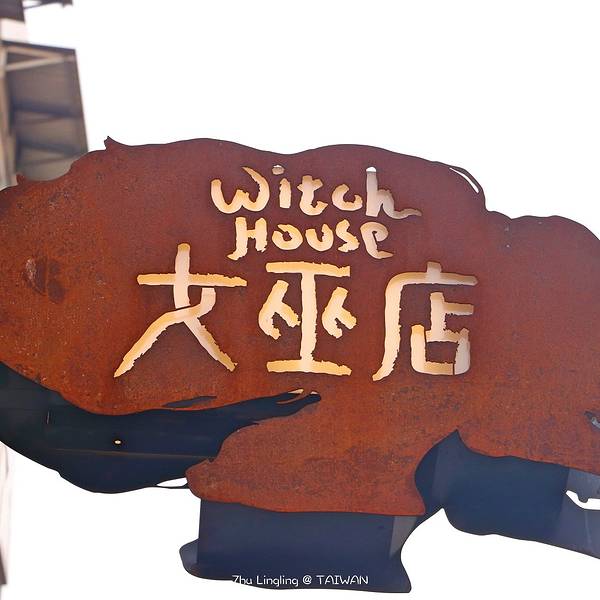 Witch
House
女巫店
Zhu Lingling @ TAIWAN